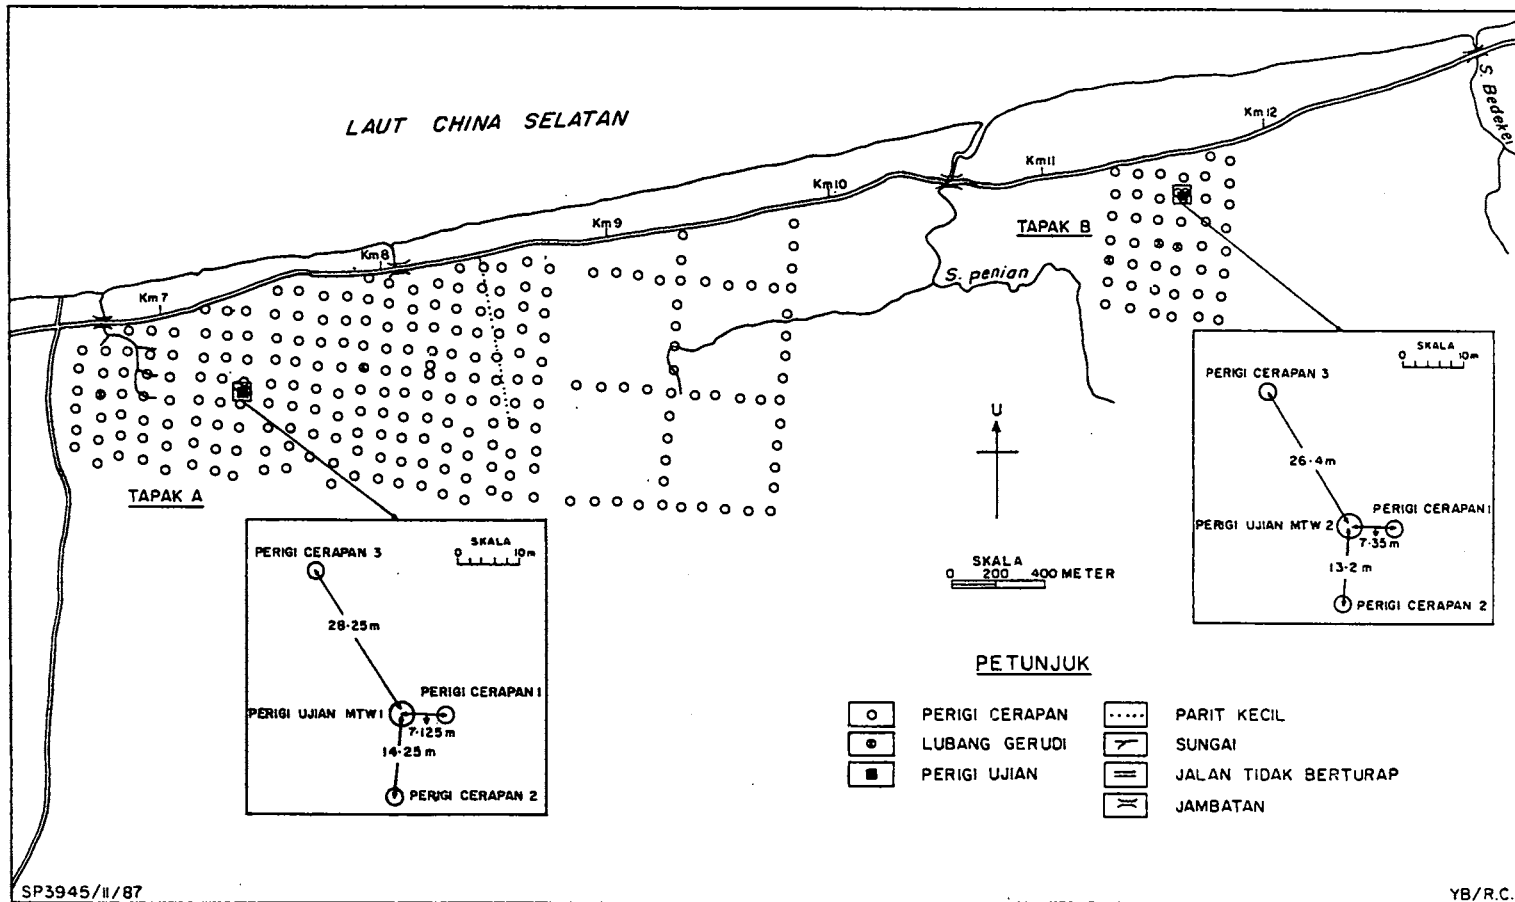 LAUT CHINA SELATAN
S. Bedekei
Km 12
Km 11
Km 10
Km 9
Km 8
Km 7
TAPAK B
S. penian
TAPAK A
U
SKALA
0 200 400 METER
SKALA
0 10m
PERIGI CERAPAN 3
28·25m
PERIGI CERAPAN 1
PERIGI UJIAN MTW1
7·125m
14·25m
PERIGI CERAPAN 2
SKALA
0 10m
PERIGI CERAPAN 3
26·4m
PERIGI CERAPAN 1
PERIGI UJIAN MTW 2
7·35m
13·2 m
PERIGI CERAPAN 2
PETUNJUK
PERIGI CERAPAN
LUBANG GERUDI
PERIGI UJIAN
PARIT KECIL
SUNGAI
JALAN TIDAK BERTURAP
JAMBATAN
SP3945/11/87
YB/R.C.